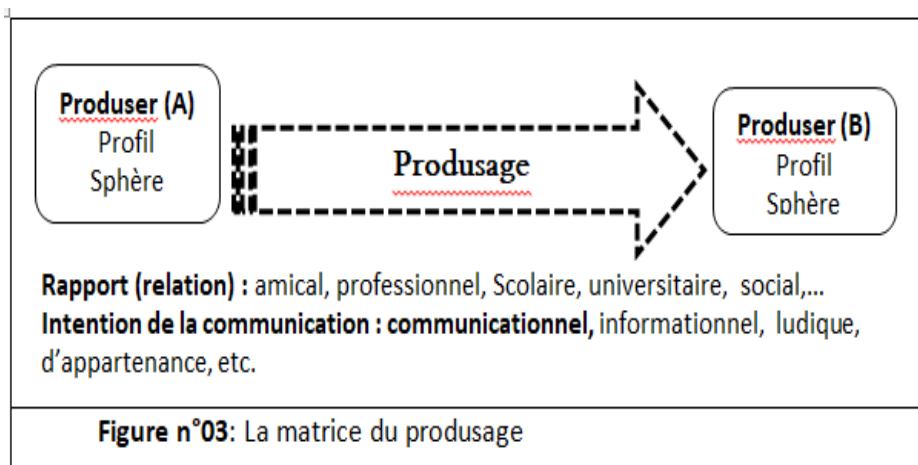 Produser (A)
Profil
Sphère
Produsage
Produser (B)
Profil
Sphère
Rapport (relation) : amical, professionnel, Scolaire, universitaire, social,...
Intention de la communication : communicationnel, informationnel, ludique,
d'appartenance, etc.
Figure n°03: La matrice du produsage